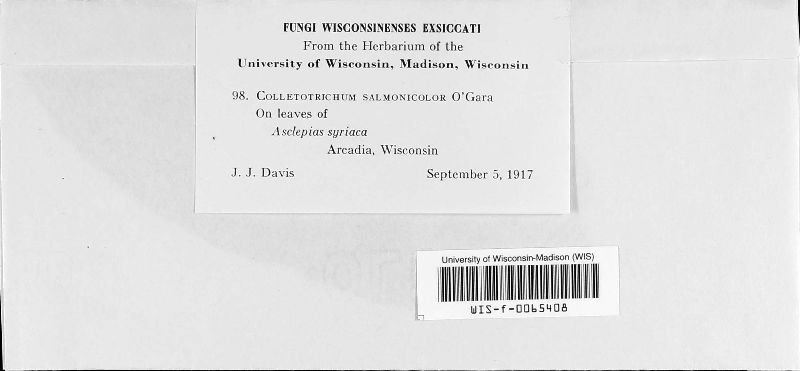 FUNGI WISCONSINENSES EXSICCATI
From the Herbarium of the
University of Wisconsin, Madison, Wisconsin
98. COLLETOTRICHUM SALMONICOLOR O'Gara
On leaves of
Asclepias syriaca
Arcadia, Wisconsin
J. J. Davis September 5, 1917
University of Wisconsin-Madison (WIS)
WIS-f-0065408